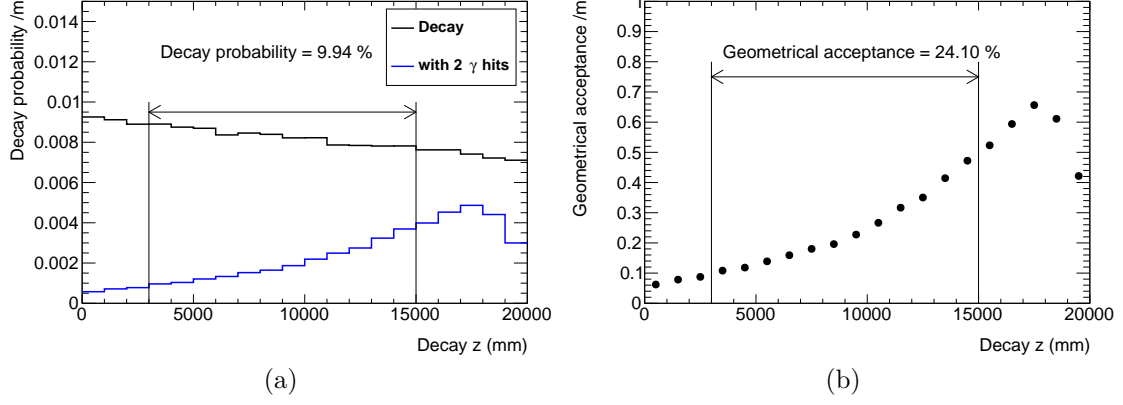 Decay probability /m
0.015
0.014
0.012
0.01
0.008
0.006
0.004
0.002
0
Decay probability = 9.94 %
Decay
with 2 γ hits
0 5000 10000 15000 20000
Decay z (mm)
(a)
Geometrical acceptance /m
1
0.9
0.8
0.7
0.6
0.5
0.4
0.3
0.2
0.1
0
Geometrical acceptance = 24.10 %
0 5000 10000 15000 20000
Decay z (mm)
(b)